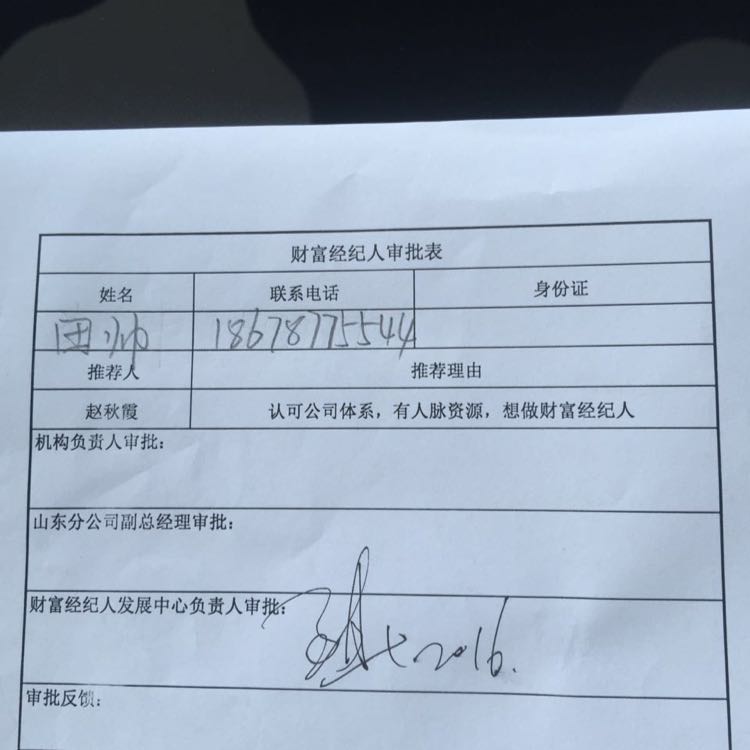 财富经纪人审批表
姓名 联系电话 身份证
田帅 18678775544
推荐人 推荐理由
赵秋霞 认可公司体系，有人脉资源，想做财富经纪人
机构负责人审批：
山东分公司副总经理审批：
财富经纪人发展中心负责人审批：
2016.
审批反馈：